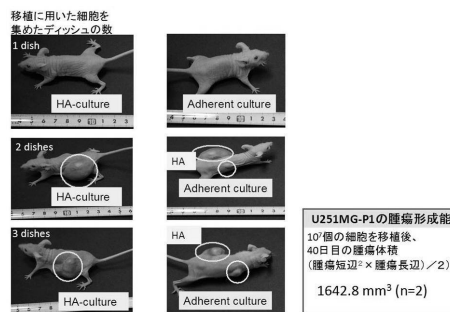 移植に用いた細胞を
集めたディッシュの数
1 dish
HA-culture
Adherent culture
2 dishes
HA-culture
HA
Adherent culture
3 dishes
HA-culture
HA
Adherent culture
U251MG-P1の腫瘍形成能
10⁷個の細胞を移植後、
40日目の腫瘍体積
(腫瘍短辺²×腫瘍長辺)/2)
1642.8 mm³ (n=2)